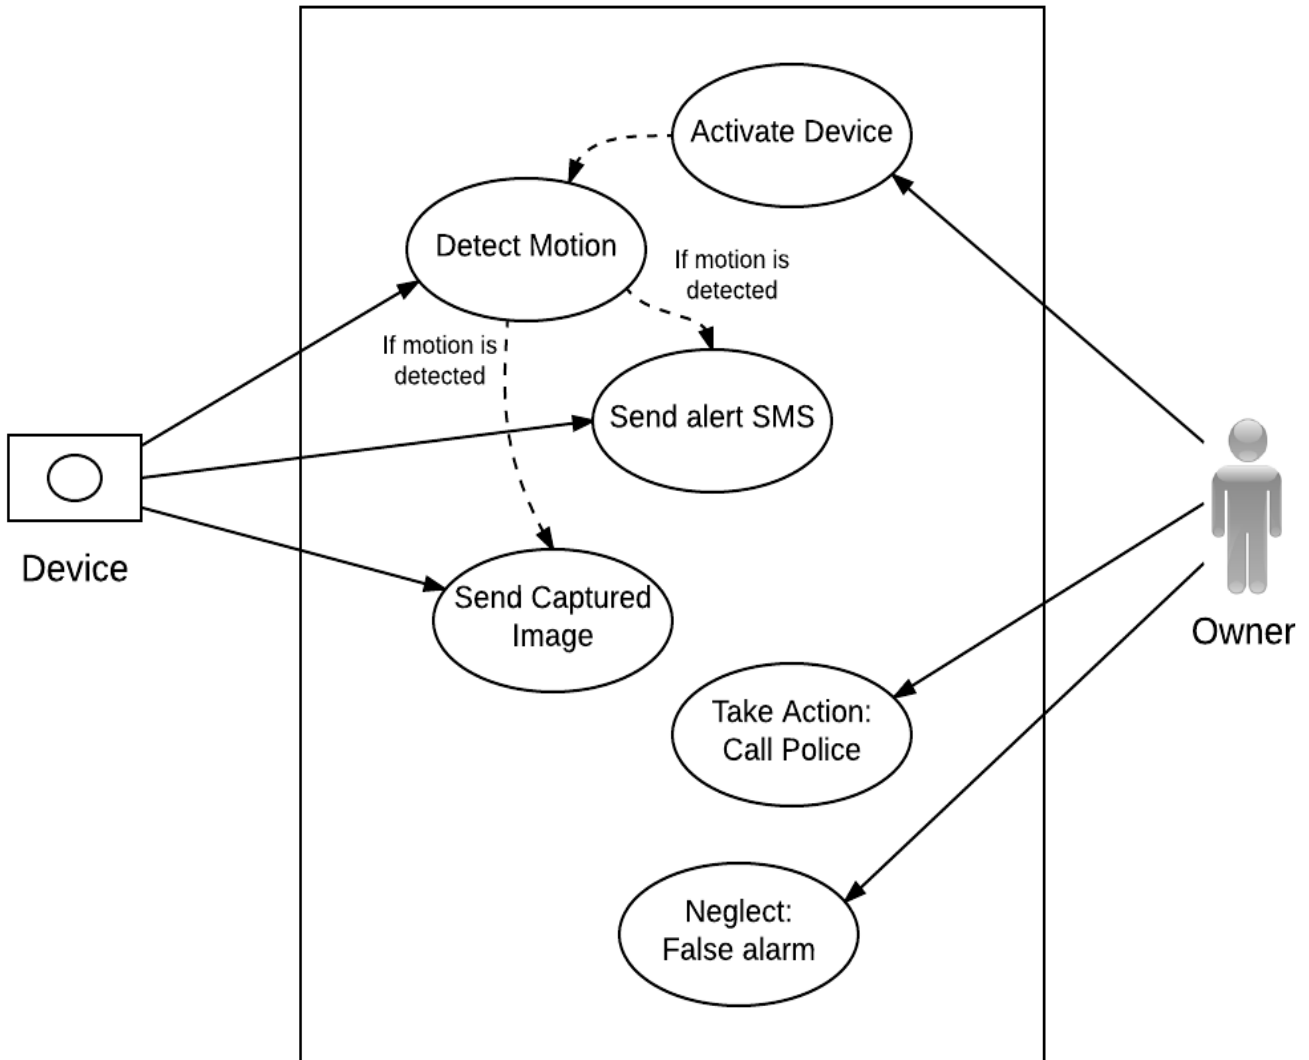 Activate Device
Detect Motion
If motion is
detected
If motion is
detected
Send alert SMS
Device
Send Captured
Image
Owner
Take Action:
Call Police
Neglect:
False alarm